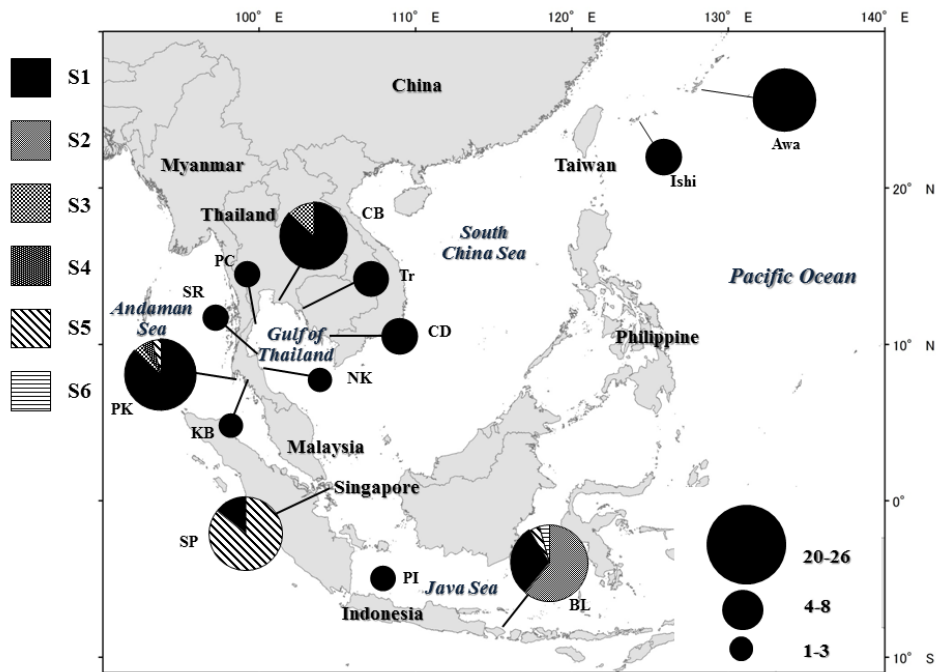 100° E
110° E
120° E
130° E
140° E
S1
S2
S3
S4
S5
S6
China
Myanmar
Taiwan
Awa
Ishi
20° N
Thailand
CB
South
China Sea
PC
Tr
Pacific Ocean
SR
Andaman
Sea
Gulf of
Thailand
CD
Philippine
10° N
NK
PK
KB
Malaysia
Singapore
0°
SP
PI
Java Sea
BL
Indonesia
20-26
4-8
1-3
10° S